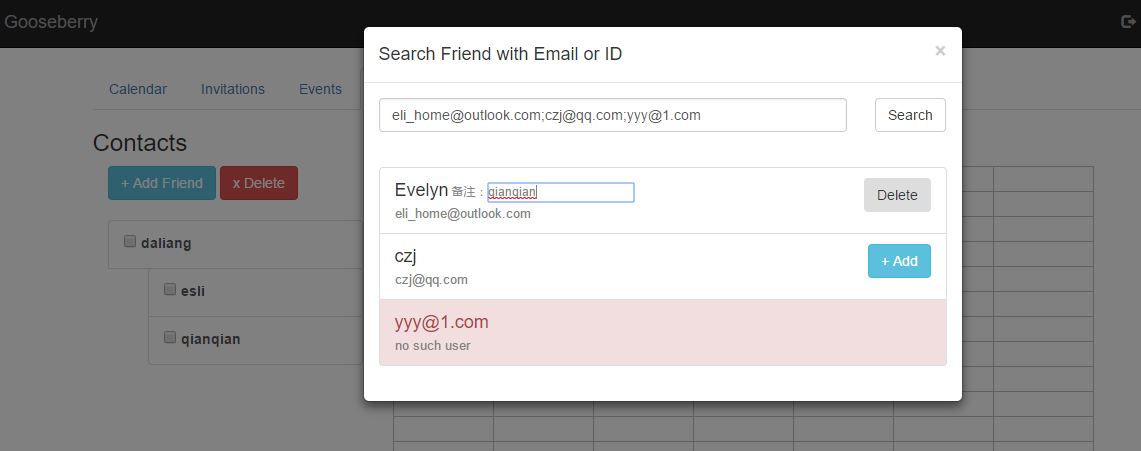 Gooseberry
Search Friend with Email or ID
×
Calendar Invitations Events
eli_home@outlook.com;czj@qq.com;yyy@1.com Search
Contacts
+ Add Friend x Delete
Evelyn 备注：qianqian Delete
eli_home@outlook.com
daliang
czj + Add
czj@qq.com
esli
yyy@1.com
qianqian
no such user